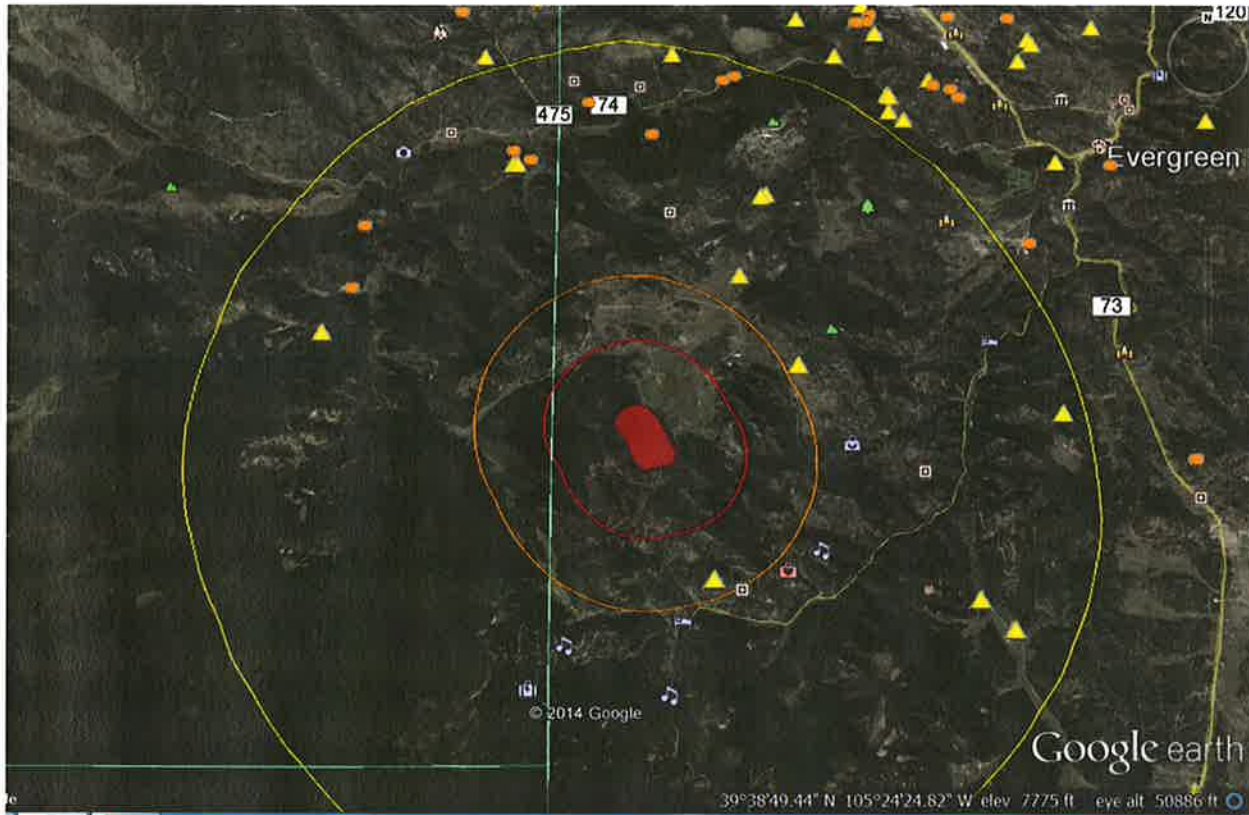 120
475
74
Evergreen
73
© 2014 Google
Google earth
39°38'49.44" N 105°24'24.82" W elev 7775 ft eye alt 50886 ft